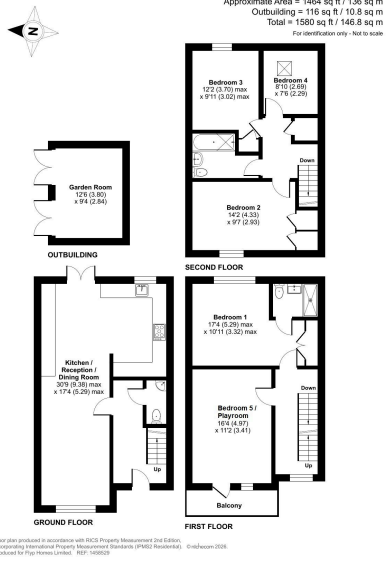 Approximate Area = 1464 sq ft / 136 sq m
Outbuilding = 116 sq ft / 10.8 sq m
Total = 1580 sq ft / 146.8 sq m
For identification only - Not to scale
N
Bedroom 3
12'2 (3.70) max
x 9'11 (3.02) max
Bedroom 4
8'10 (2.69)
x 7'6 (2.29)
Down
Bedroom 2
14'2 (4.33)
x 9'7 (2.93)
SECOND FLOOR
Garden Room
12'6 (3.80)
x 9'4 (2.84)
OUTBUILDING
Kitchen /
Reception /
Dining Room
30'9 (9.38) max
x 17'4 (5.29) max
Up
GROUND FLOOR
Bedroom 1
17'4 (5.29) max
x 10'11 (3.32) max
Bedroom 5 /
Playroom
16'4 (4.97)
x 11'2 (3.41)
Down
Up
Balcony
FIRST FLOOR
oor plan produced in accordance with RICS Property Measurement 2nd Edition,
corporating International Property Measurement Standards (IPMS2 Residential). ©nichecom 2026.
oduced for Flyp Homes Limited. REF: 1458529